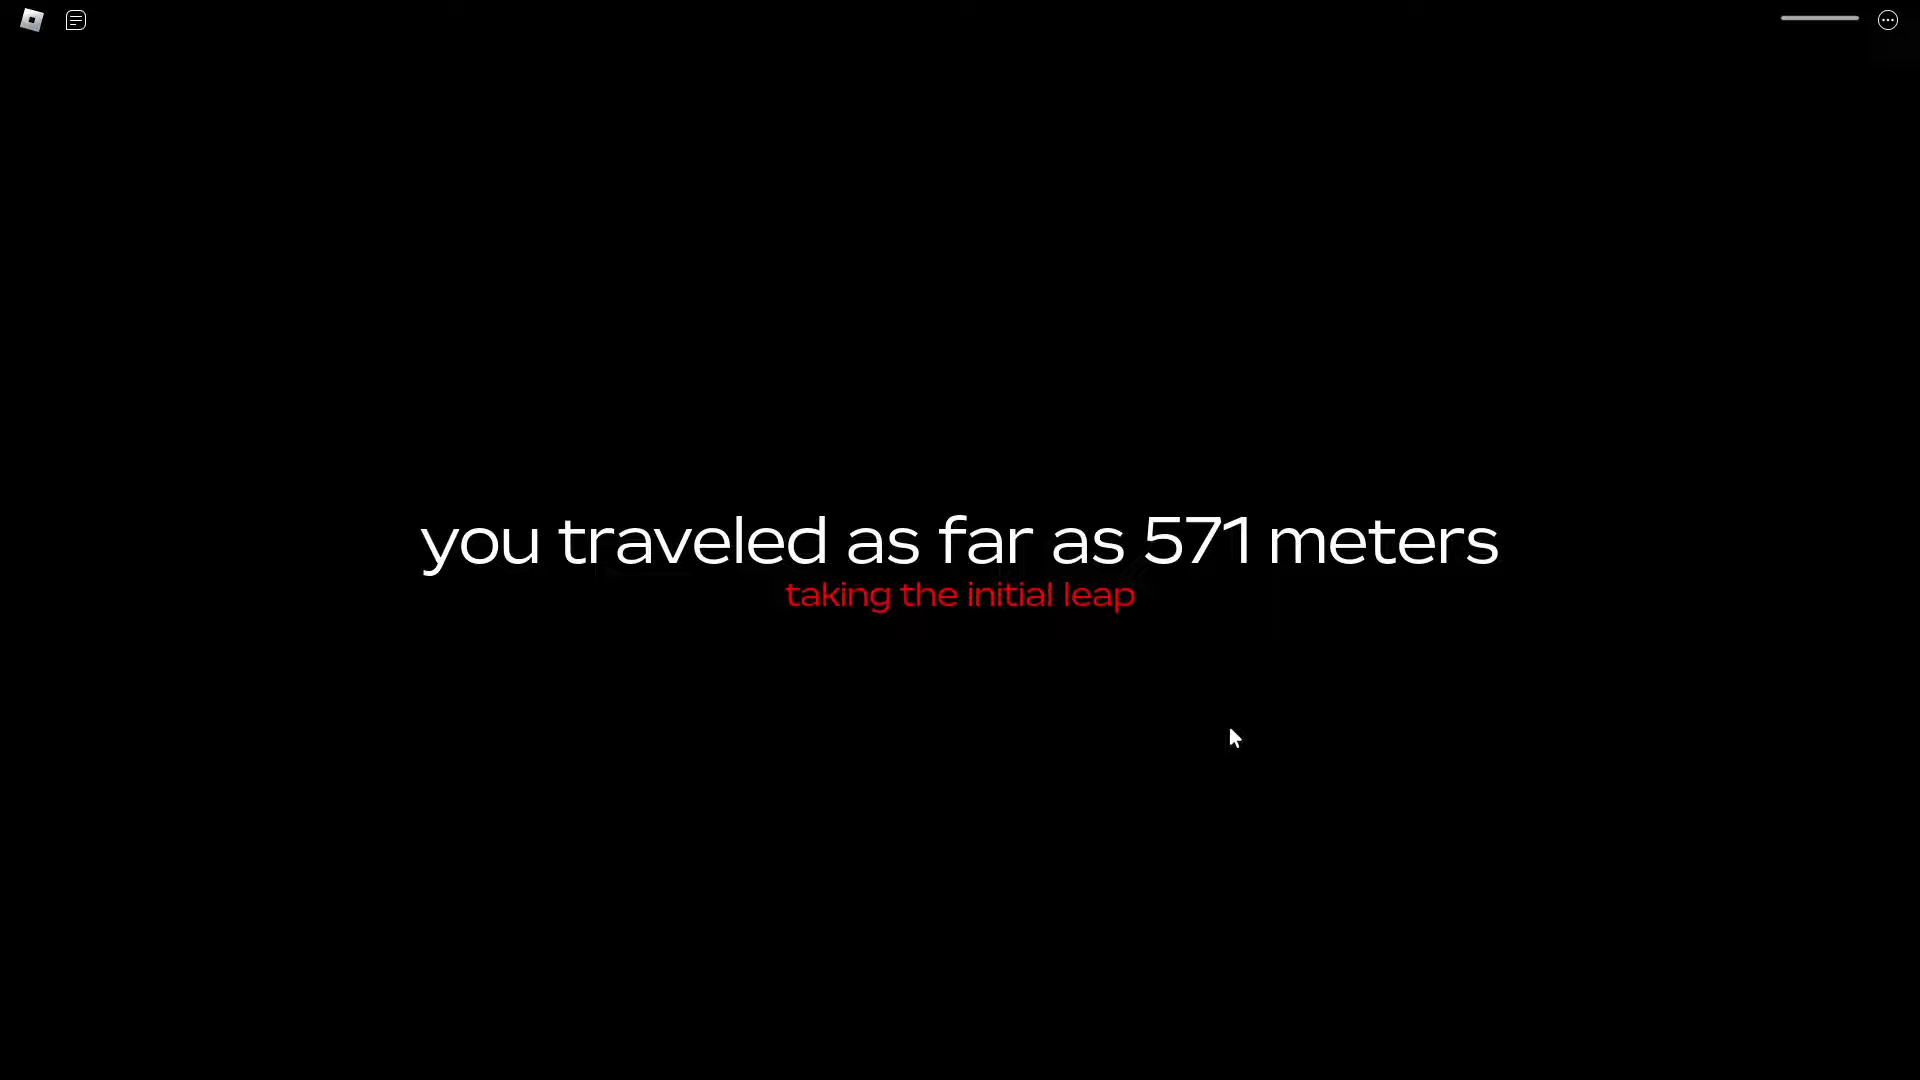 you traveled as far as 571 meters
taking the initial leap